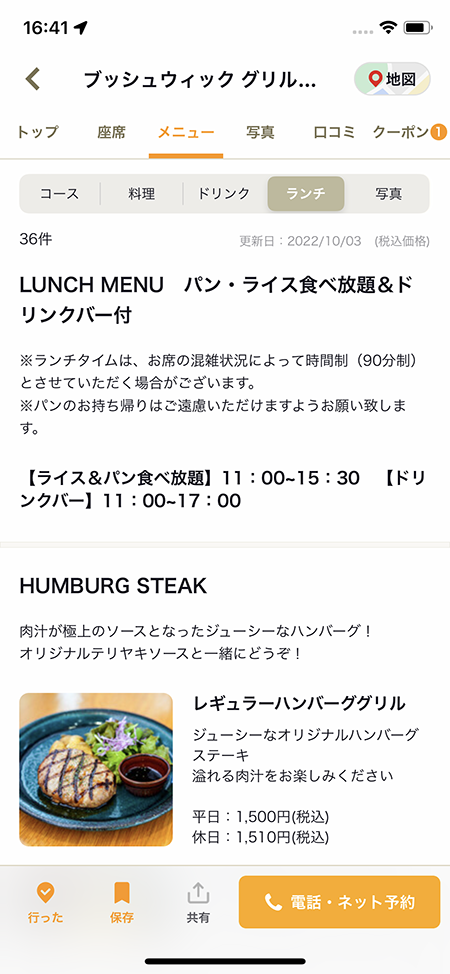 16:41
ブッシュウィック グリル...
地図
トップ 座席 メニュー 写真 口コミ クーポン 1
コース 料理 ドリンク ランチ 写真
36件
更新日：2022/10/03 (税込価格)
LUNCH MENU　パン・ライス食べ放題＆ド
リンクバー付
※ランチタイムは、お席の混雑状況によって時間制（90分制）
とさせていただく場合がございます。
※パンのお持ち帰りはご遠慮いただけますようお願い致しま
す。
【ライス＆パン食べ放題】11：00~15：30　【ドリ
ンクバー】11：00~17：00
HUMBURG STEAK
肉汁が極上のソースとなったジューシーなハンバーグ！
オリジナルテリヤキソースと一緒にどうぞ！
レギュラーハンバーググリル
ジューシーなオリジナルハンバーグ
ステーキ
溢れる肉汁をお楽しみください
平日：1,500円(税込)
休日：1,510円(税込)
行った 保存 共有 電話・ネット予約